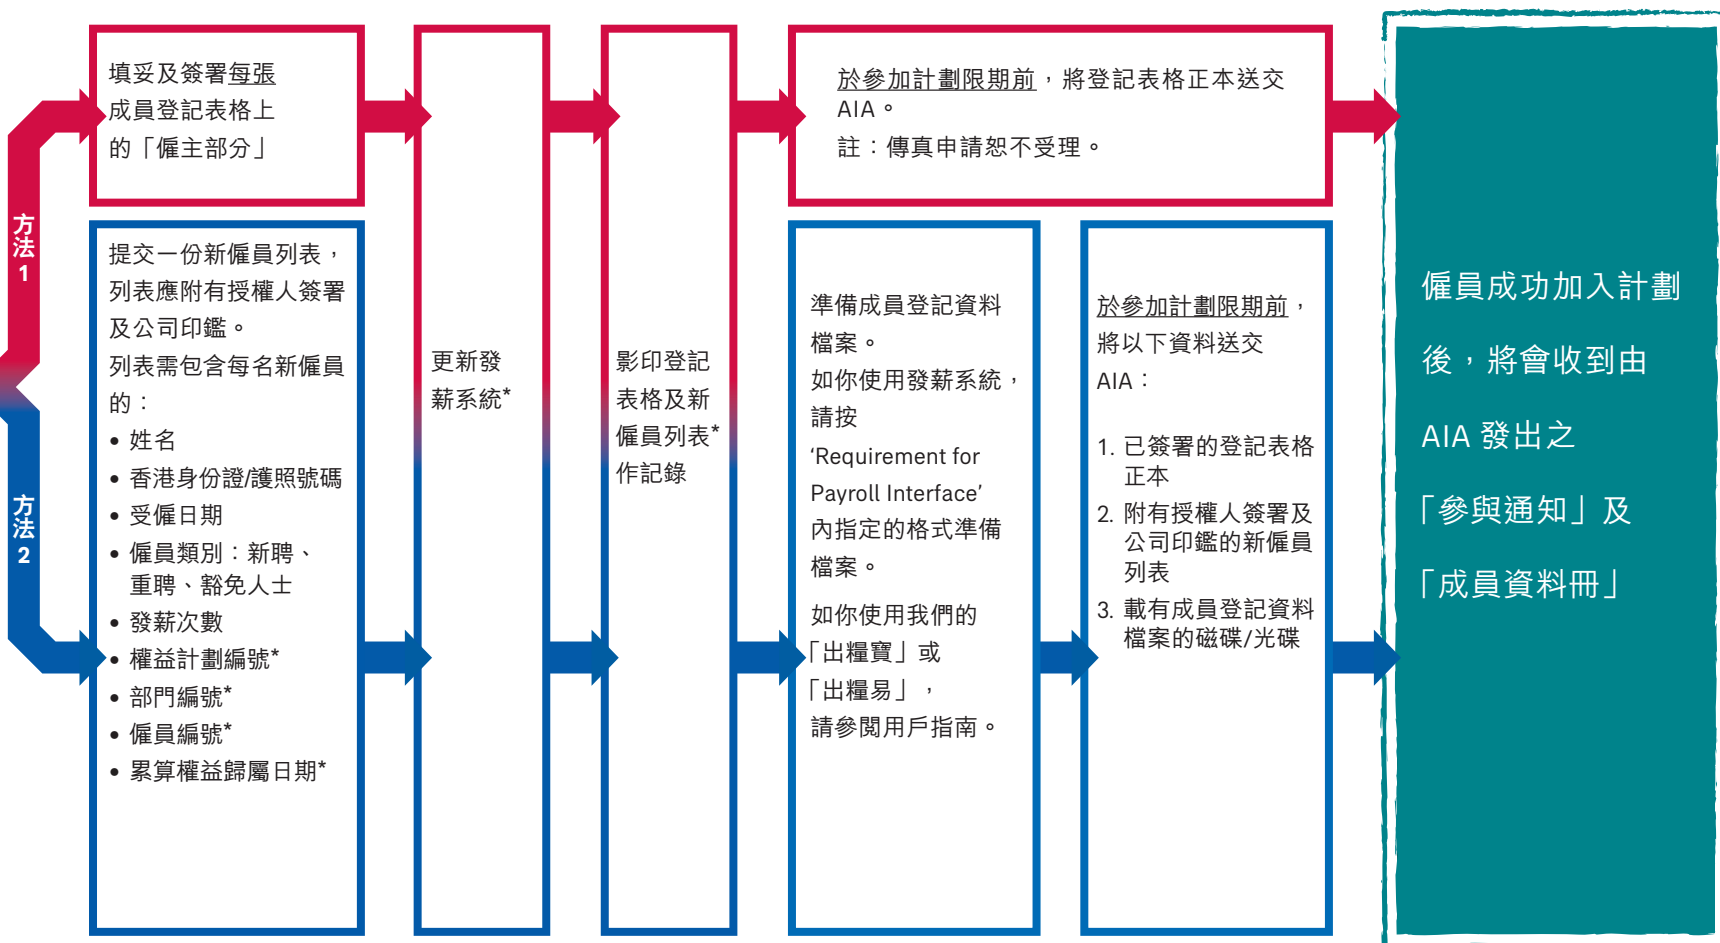 方法1
填妥及簽署每張
成員登記表格上
的「僱主部分」
於參加計劃限期前，將登記表格正本送交
AIA。
註：傳真申請恕不受理。
方法2
提交一份新僱員列表，
列表應附有授權人簽署
及公司印鑑。
列表需包含每名新僱員
的：
• 姓名
• 香港身份證/護照號碼
• 受僱日期
• 僱員類別：新聘、
重聘、豁免人士
• 發薪次數
• 權益計劃編號*
• 部門編號*
• 僱員編號*
• 累算權益歸屬日期*
更新發
薪系統*
影印登記
表格及新
僱員列表*
作記錄
準備成員登記資料
檔案。
如你使用發薪系統，
請按
‘Requirement for
Payroll Interface’
內指定的格式準備
檔案。
如你使用我們的
「出糧寶」或
「出糧易」，
請參閱用戶指南。
於參加計劃限期前，
將以下資料送交
AIA：
1. 已簽署的登記表格
正本
2. 附有授權人簽署及
公司印鑑的新僱員
列表
3. 載有成員登記資料
檔案的磁碟/光碟
僱員成功加入計劃
後，將會收到由
AIA 發出之
「參與通知」及
「成員資料冊」